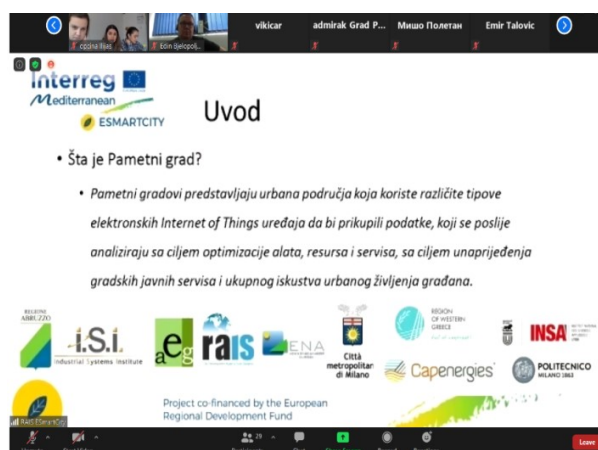 vikicar
admirak Grad P...
Мишо Полетан
Emir Talovic
opcina Ilijas
Edin Bjelopolj...
Interreg
Mediterranean
ESMARTCITY
Uvod
• Šta je Pametni grad?
• Pametni gradovi predstavljaju urbana područja koja koriste različite tipove
elektronskih Internet of Things uređaja da bi prikupili podatke, koji se poslije
analiziraju sa ciljem optimizacije alata, resursa i servisa, sa ciljem unaprijeđenja
gradskih javnih servisa i ukupnog iskustva urbanog življenja građana.
REGIONE
ABRUZZO
I.S.I.
Industrial Systems Institute
aeg
rais
ENA
Città
metropolitana
di Milano
REGION
OF WESTERN
GREECE
Capenergies
INSA
POLITECNICO
MILANO 1863
Project co-financed by the European
Regional Development Fund
RAIS ESmartCity
29
Leave